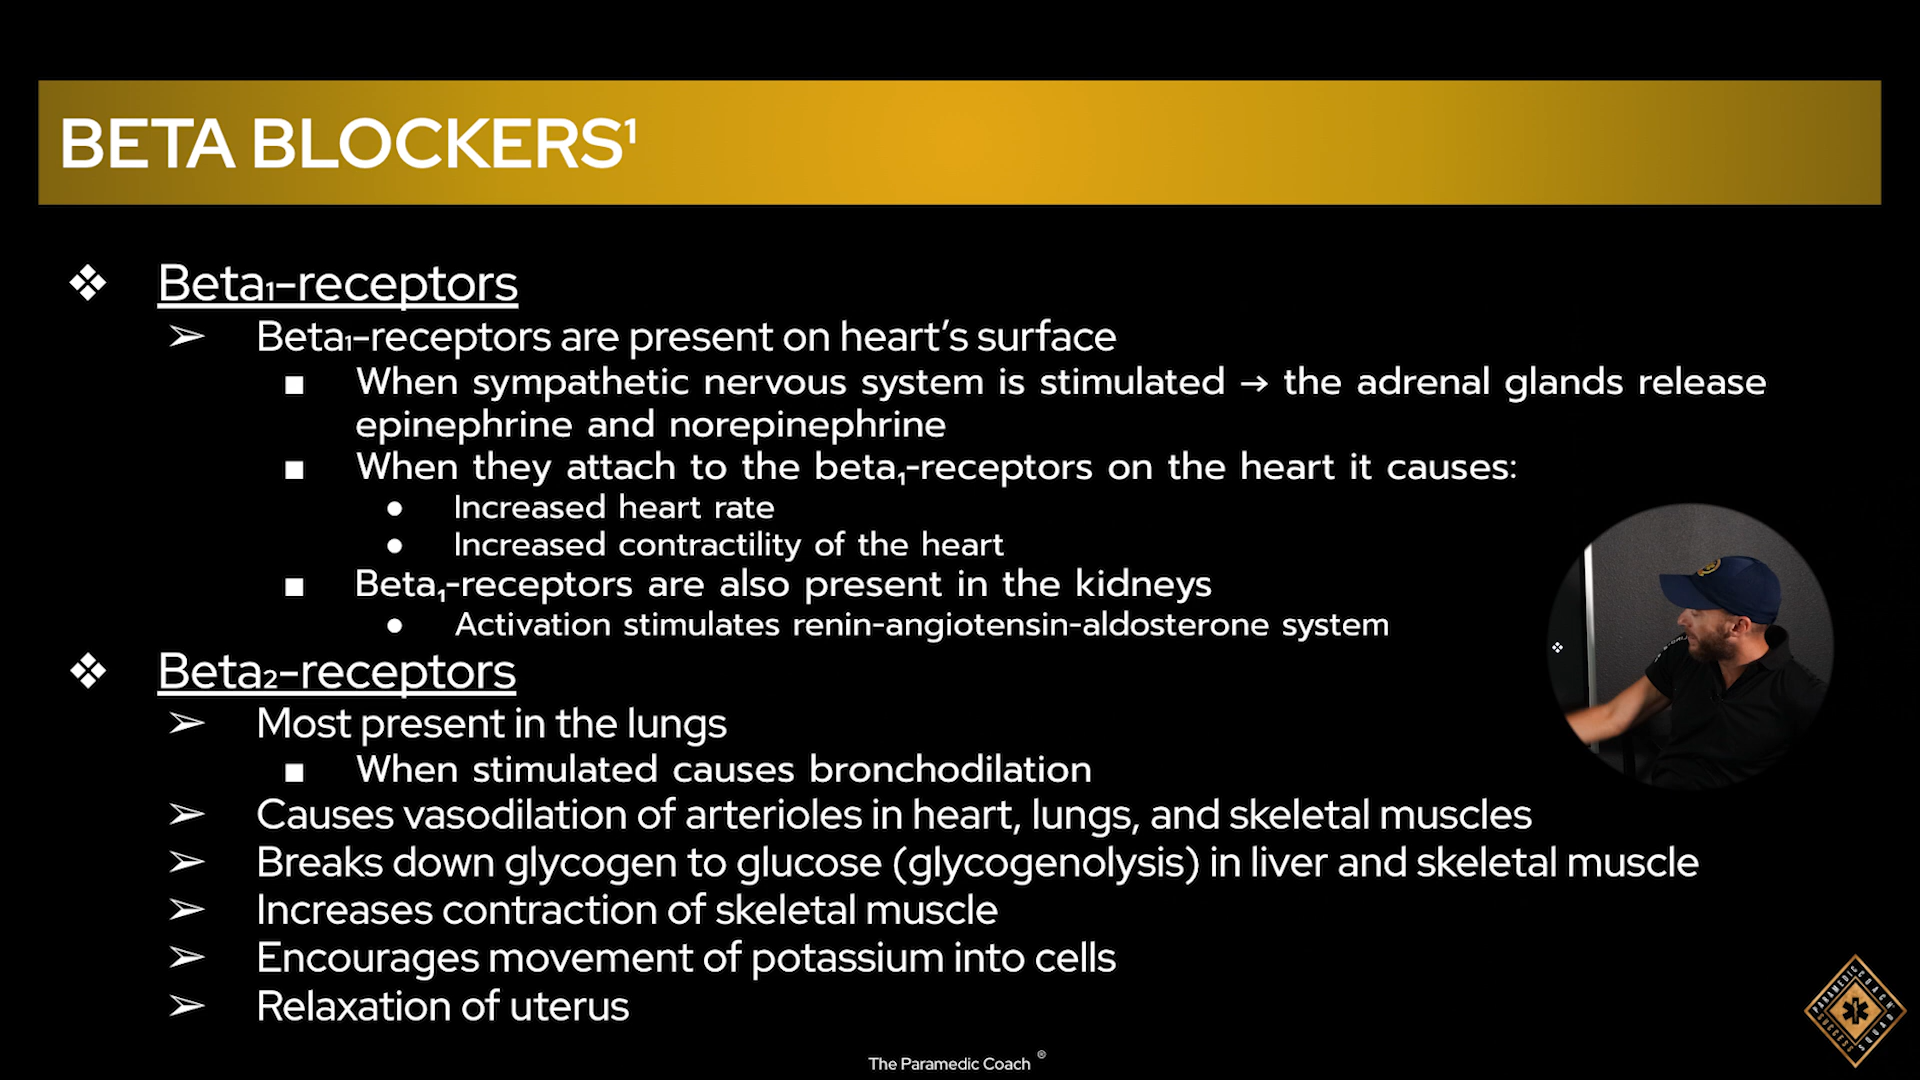 BETA BLOCKERS¹
❖ Beta₁-receptors
➢ Beta₁-receptors are present on heart’s surface
■ When sympathetic nervous system is stimulated → the adrenal glands release
epinephrine and norepinephrine
■ When they attach to the beta₁-receptors on the heart it causes:
● Increased heart rate
● Increased contractility of the heart
■ Beta₁-receptors are also present in the kidneys
● Activation stimulates renin-angiotensin-aldosterone system
❖ Beta₂-receptors
➢ Most present in the lungs
■ When stimulated causes bronchodilation
➢ Causes vasodilation of arterioles in heart, lungs, and skeletal muscles
➢ Breaks down glycogen to glucose (glycogenolysis) in liver and skeletal muscle
➢ Increases contraction of skeletal muscle
➢ Encourages movement of potassium into cells
➢ Relaxation of uterus
The Paramedic Coach ®
PARAMEDIC COACH
SUCCESS SQUAD